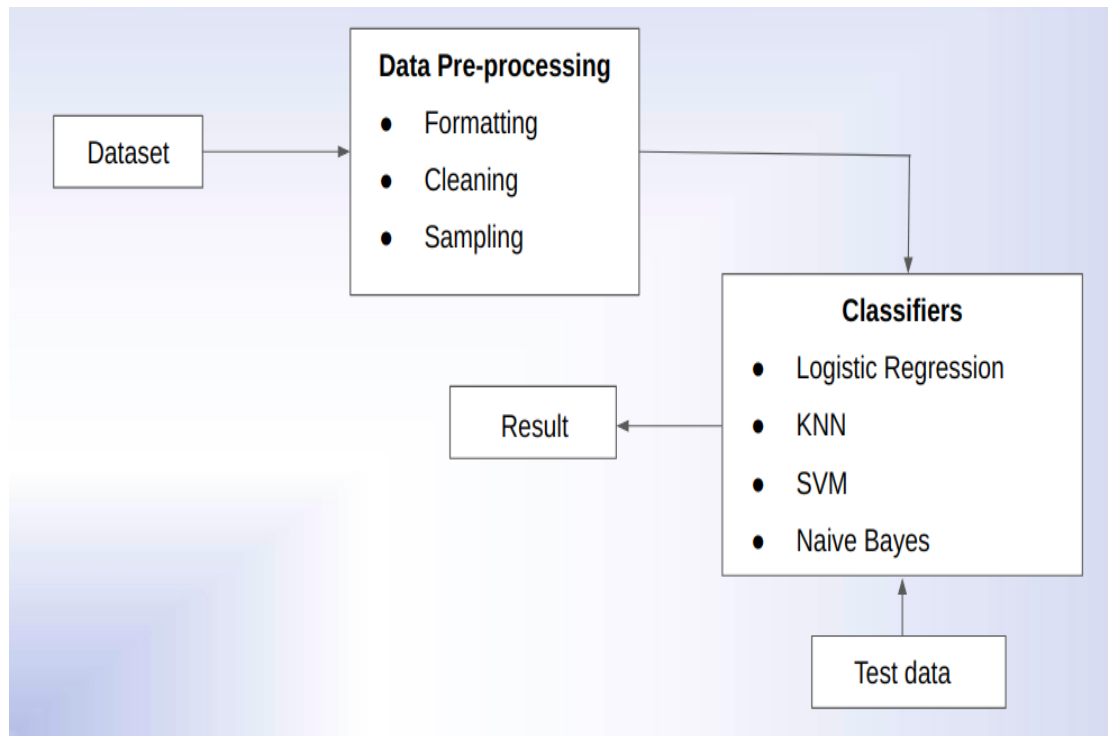 Dataset
Data Pre-processing
● Formatting
● Cleaning
● Sampling
Classifiers
● Logistic Regression
● KNN
● SVM
● Naive Bayes
Result
Test data